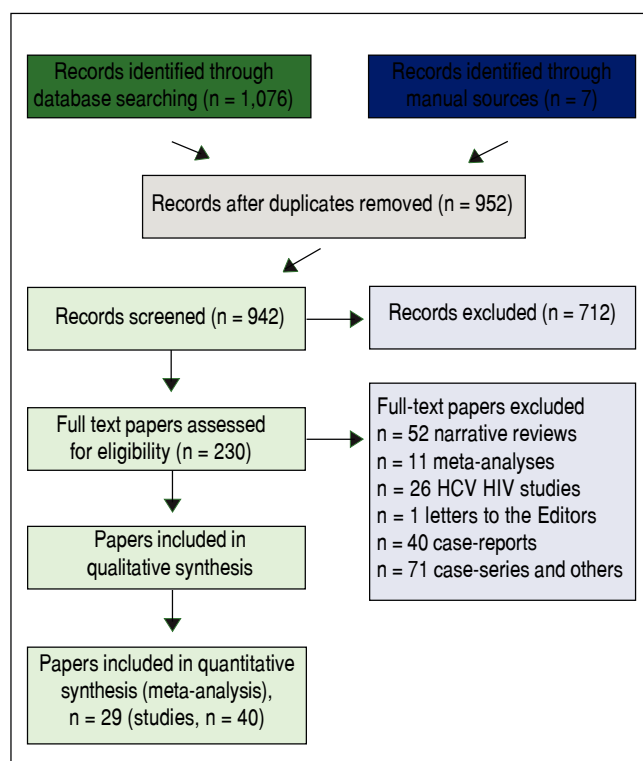 Records identified through
database searching (n = 1,076)
Records identified through
manual sources (n = 7)
Records after duplicates removed (n = 952)
Records screened (n = 942)
Records excluded (n = 712)
Full text papers assessed
for eligibility (n = 230)
Full-text papers excluded
n = 52 narrative reviews
n = 11 meta-analyses
n = 26 HCV HIV studies
n = 1 letters to the Editors
n = 40 case-reports
n = 71 case-series and others
Papers included in
qualitative synthesis
Papers included in quantitative
synthesis (meta-analysis),
n = 29 (studies, n = 40)